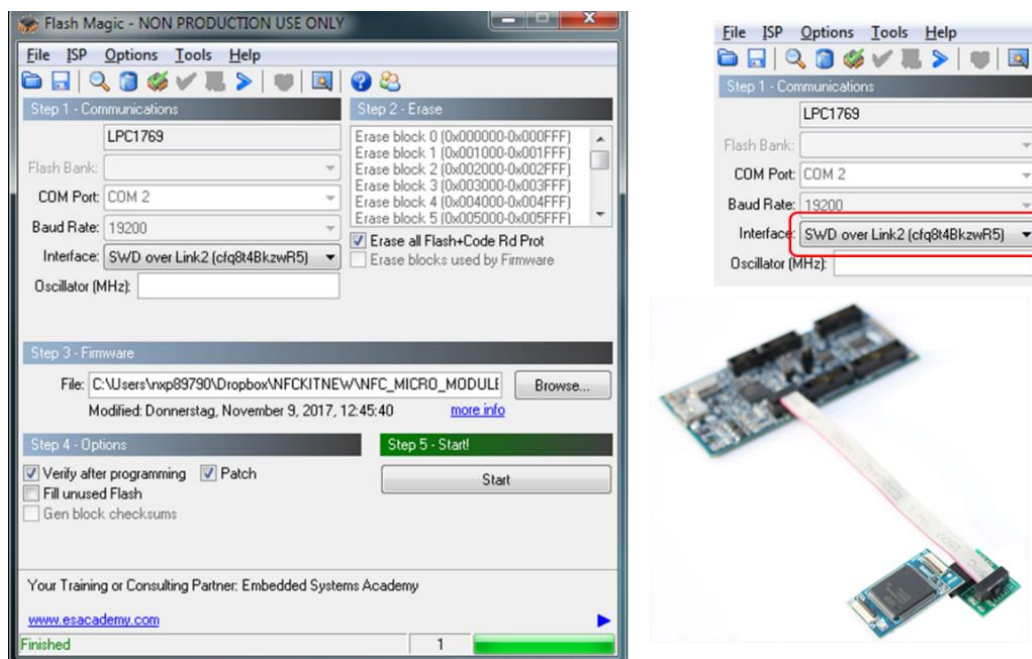 Flash Magic - NON PRODUCTION USE ONLY
File ISP Options Tools Help
Step 1 - Communications
LPC1769
Flash Bank:
COM Port: COM 2
Baud Rate: 19200
Interface: SWD over Link2 (cfq8t4BkzwR5)
Oscillator (MHz):
Step 2 - Erase
Erase block 0 (0x000000-0x000FFF)
Erase block 1 (0x001000-0x001FFF)
Erase block 2 (0x002000-0x002FFF)
Erase block 3 (0x003000-0x003FFF)
Erase block 4 (0x004000-0x004FFF)
Erase block 5 (0x005000-0x005FFF)
Erase all Flash+Code Rd Prot
Erase blocks used by Firmware
Step 3 - Firmware
File: C:\Users\nxp89790\Dropbox\NFCKITNEW\NFC_MICRO_MODULE Browse...
Modified: Donnerstag, November 9, 2017, 12:45:40 more info
Step 4 - Options
Verify after programming Patch
Fill unused Flash
Gen block checksums
Step 5 - Start!
Start
Your Training or Consulting Partner: Embedded Systems Academy
www.esacademy.com
Finished 1
File ISP Options Tools Help
Step 1 - Communications
LPC1769
Flash Bank:
COM Port: COM 2
Baud Rate: 19200
Interface: SWD over Link2 (cfq8t4BkzwR5)
Oscillator (MHz):